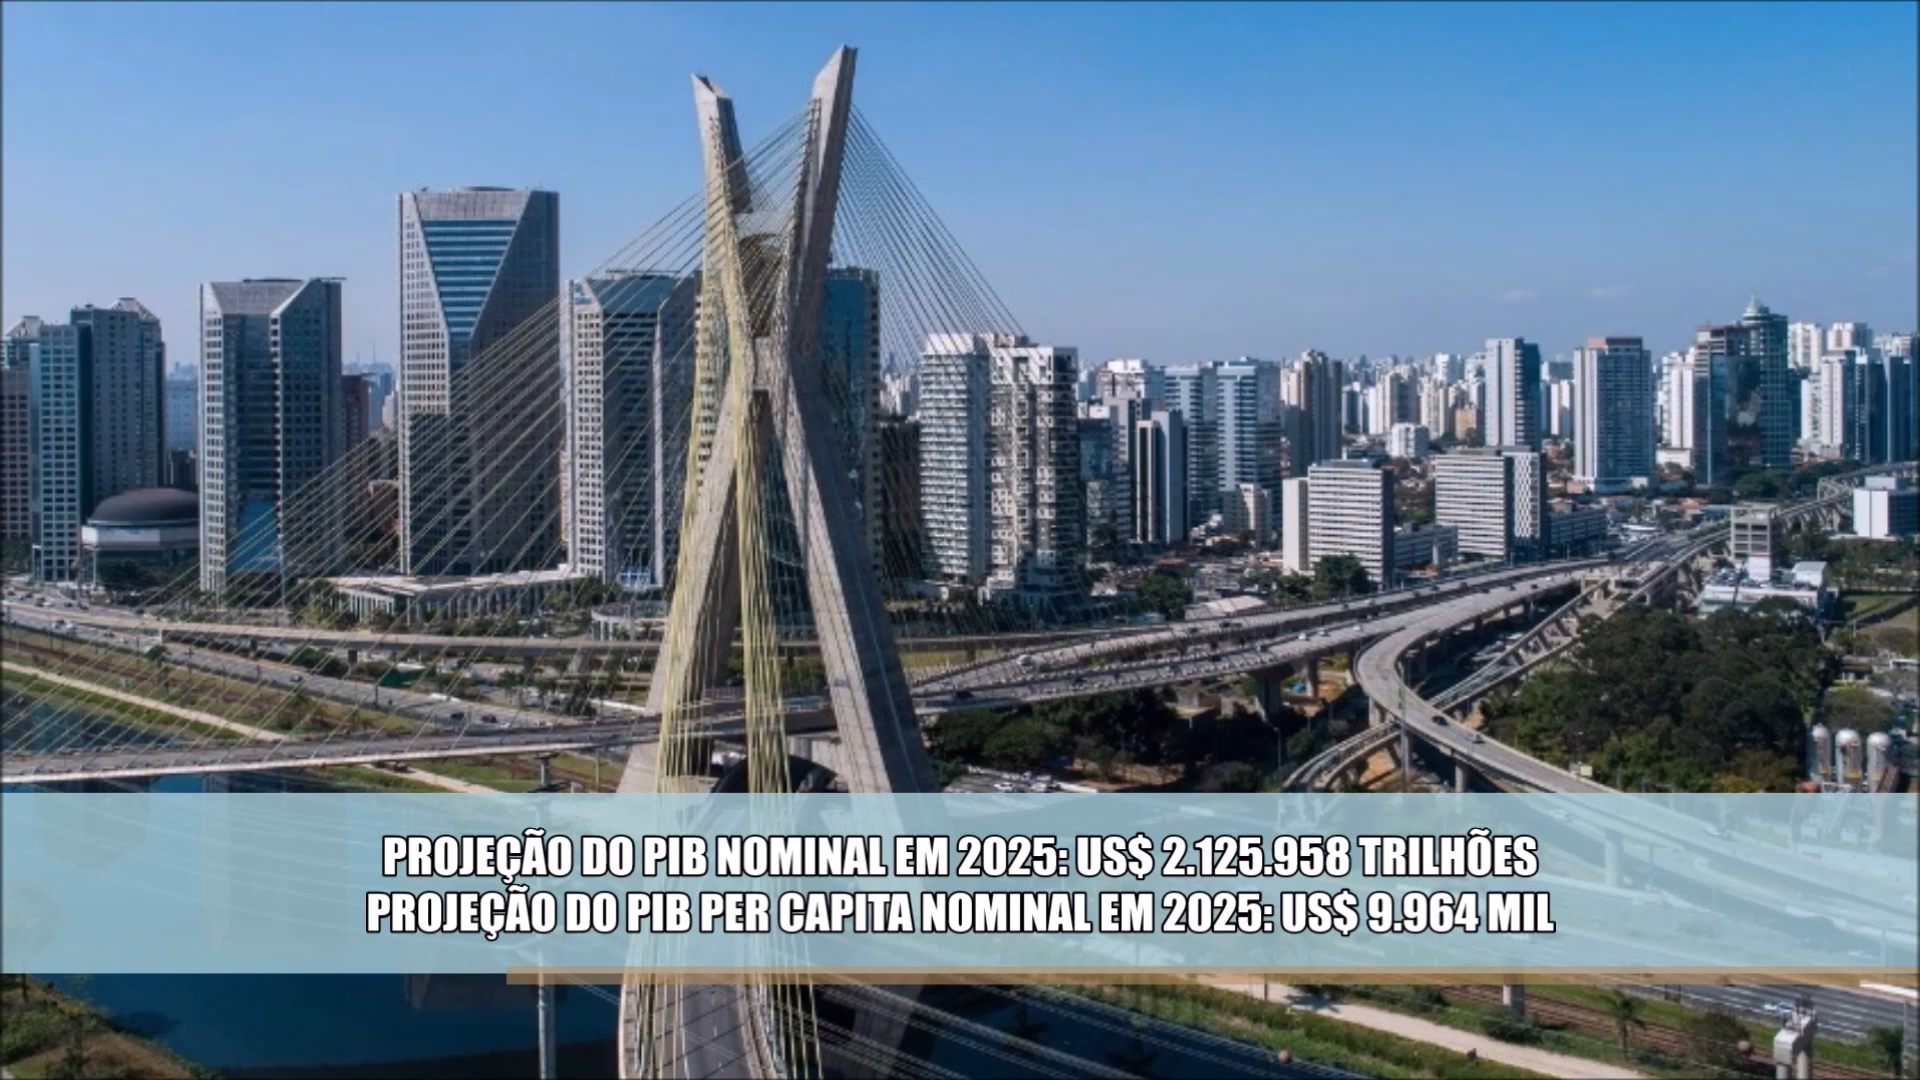 PROJEÇÃO DO PIB NOMINAL EM 2025: US$ 2.125.958 TRILHÕES
PROJEÇÃO DO PIB PER CAPITA NOMINAL EM 2025: US$ 9.964 MIL